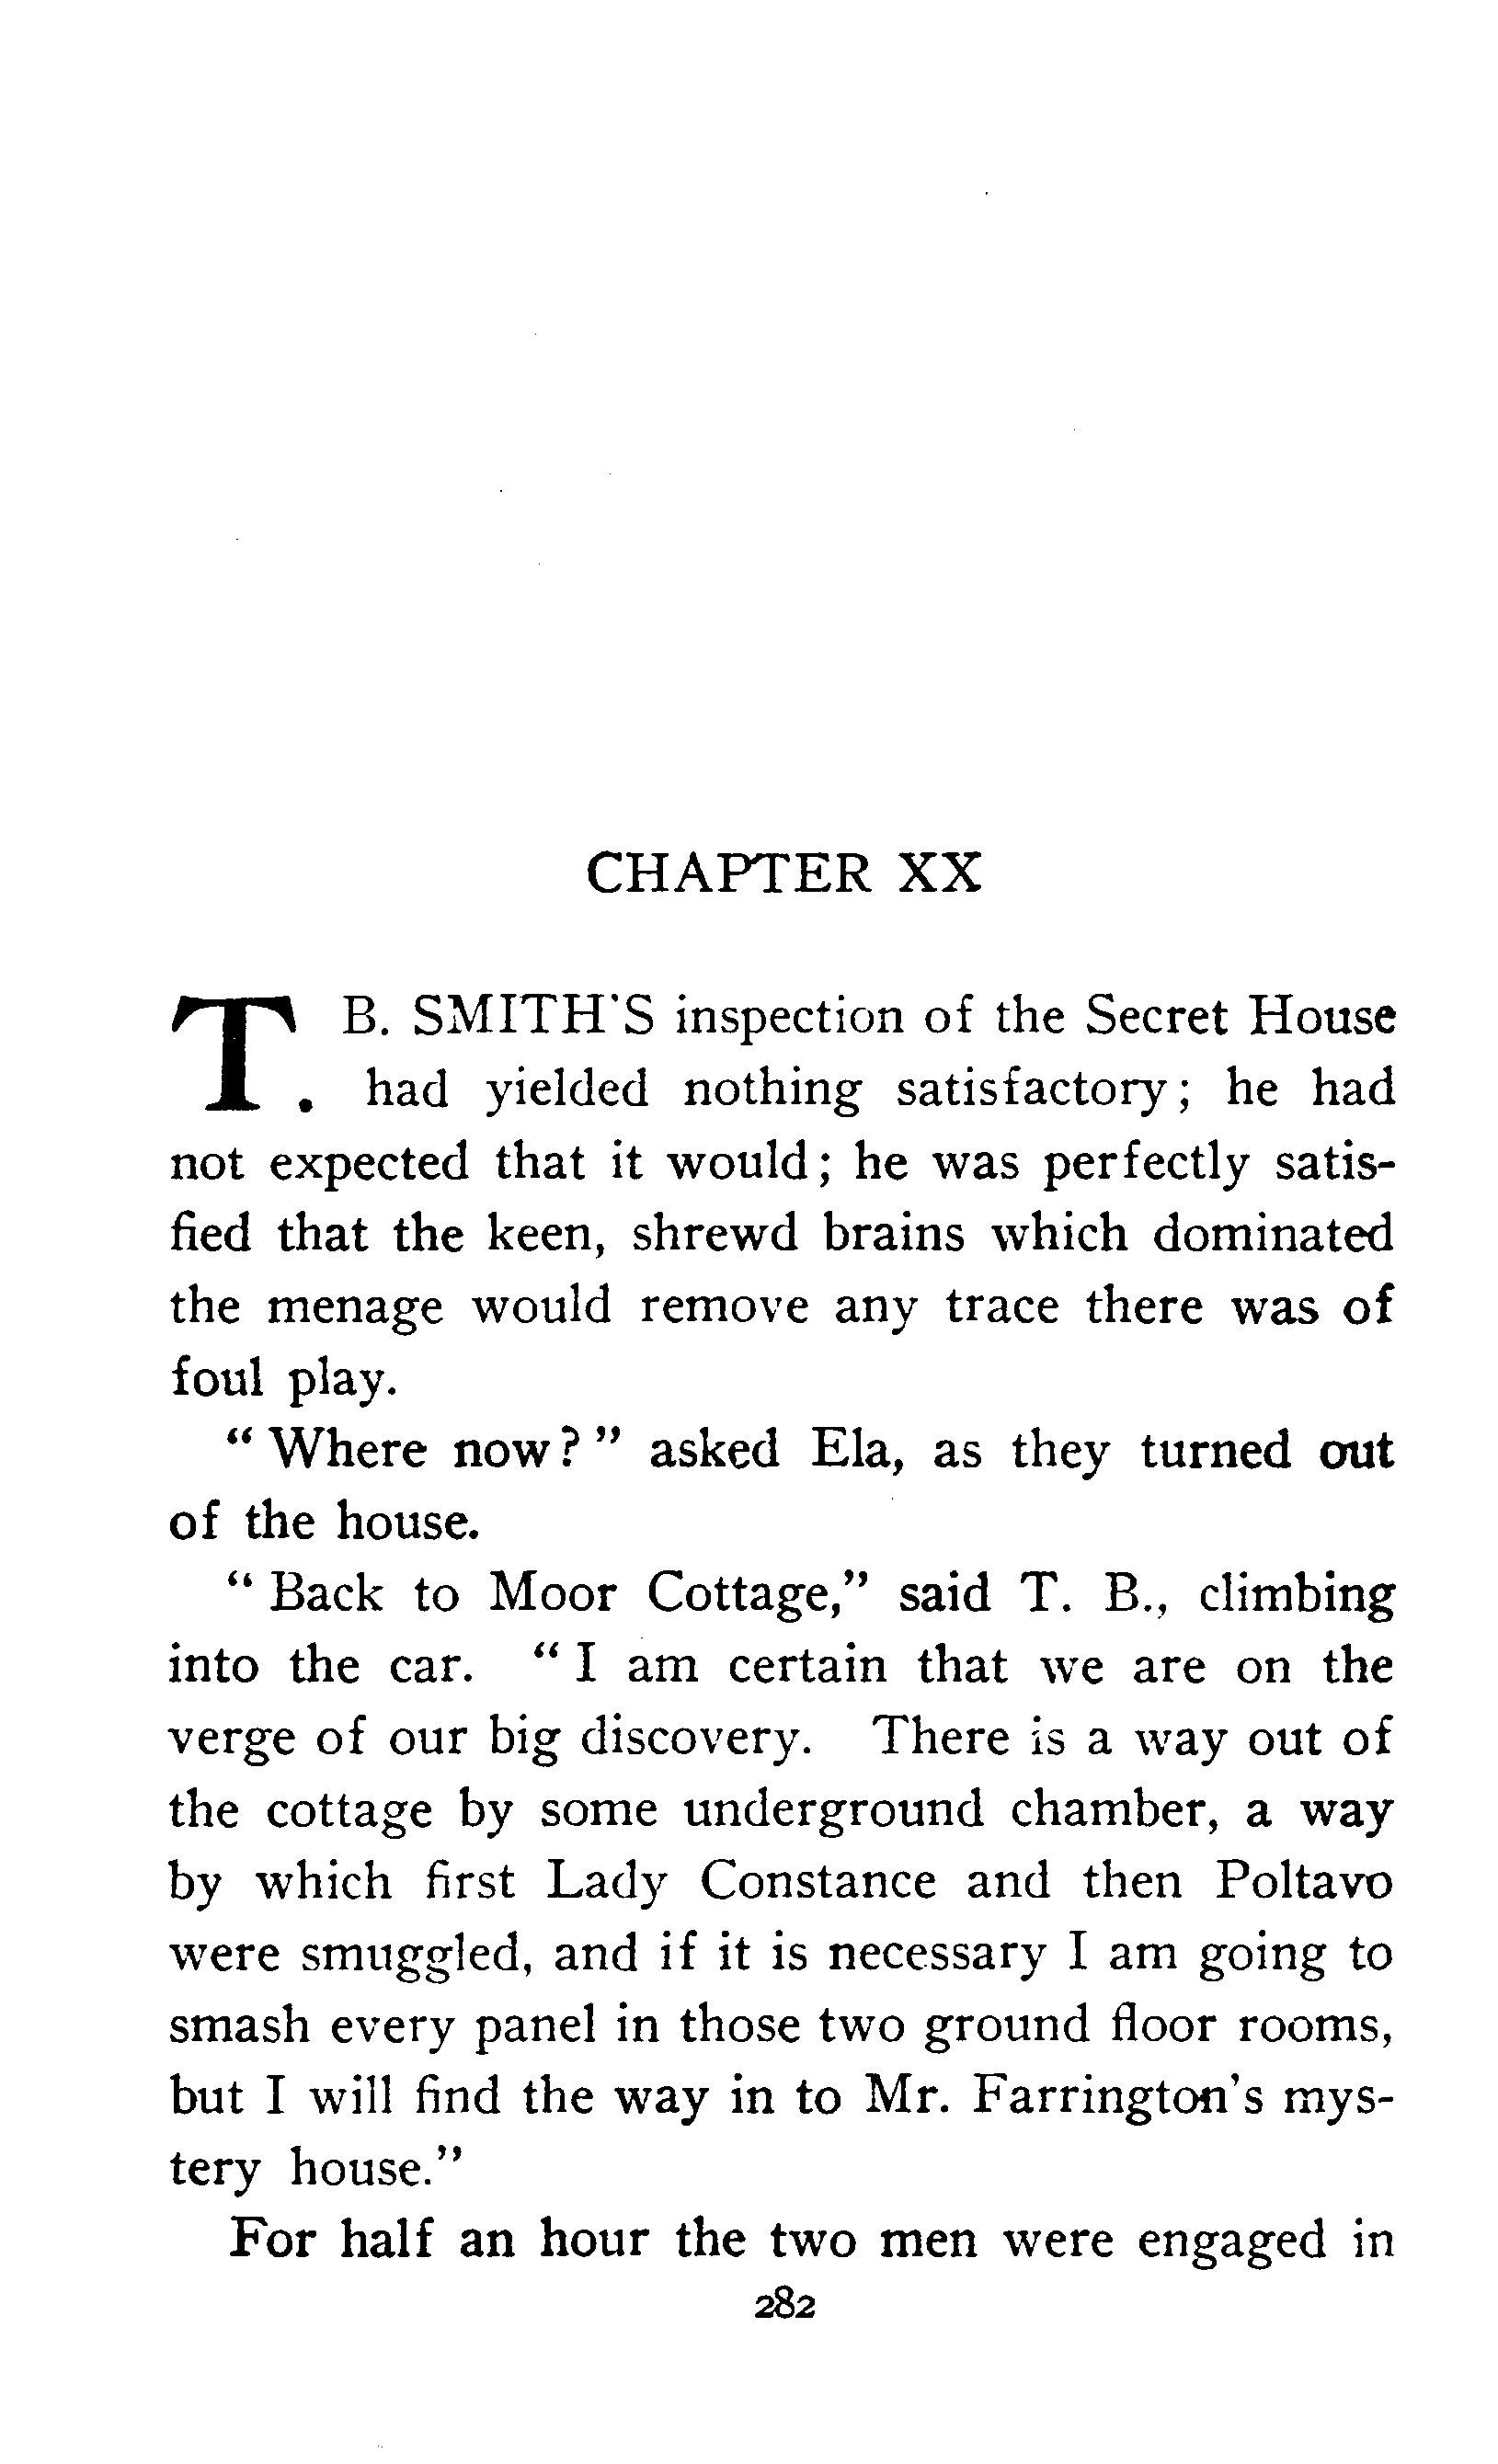 CHAPTER XX
T. B. SMITH'S inspection of the Secret House
had yielded nothing satisfactory; he had
not expected that it would; he was perfectly satis-
fied that the keen, shrewd brains which dominated
the menage would remove any trace there was of
foul play.
"Where now?" asked Ela, as they turned out
of the house.
"Back to Moor Cottage," said T. B., climbing
into the car. "I am certain that we are on the
verge of our big discovery. There is a way out of
the cottage by some underground chamber, a way
by which first Lady Constance and then Poltavo
were smuggled, and if it is necessary I am going to
smash every panel in those two ground floor rooms,
but I will find the way in to Mr. Farrington's mys-
tery house."
For half an hour the two men were engaged in
282